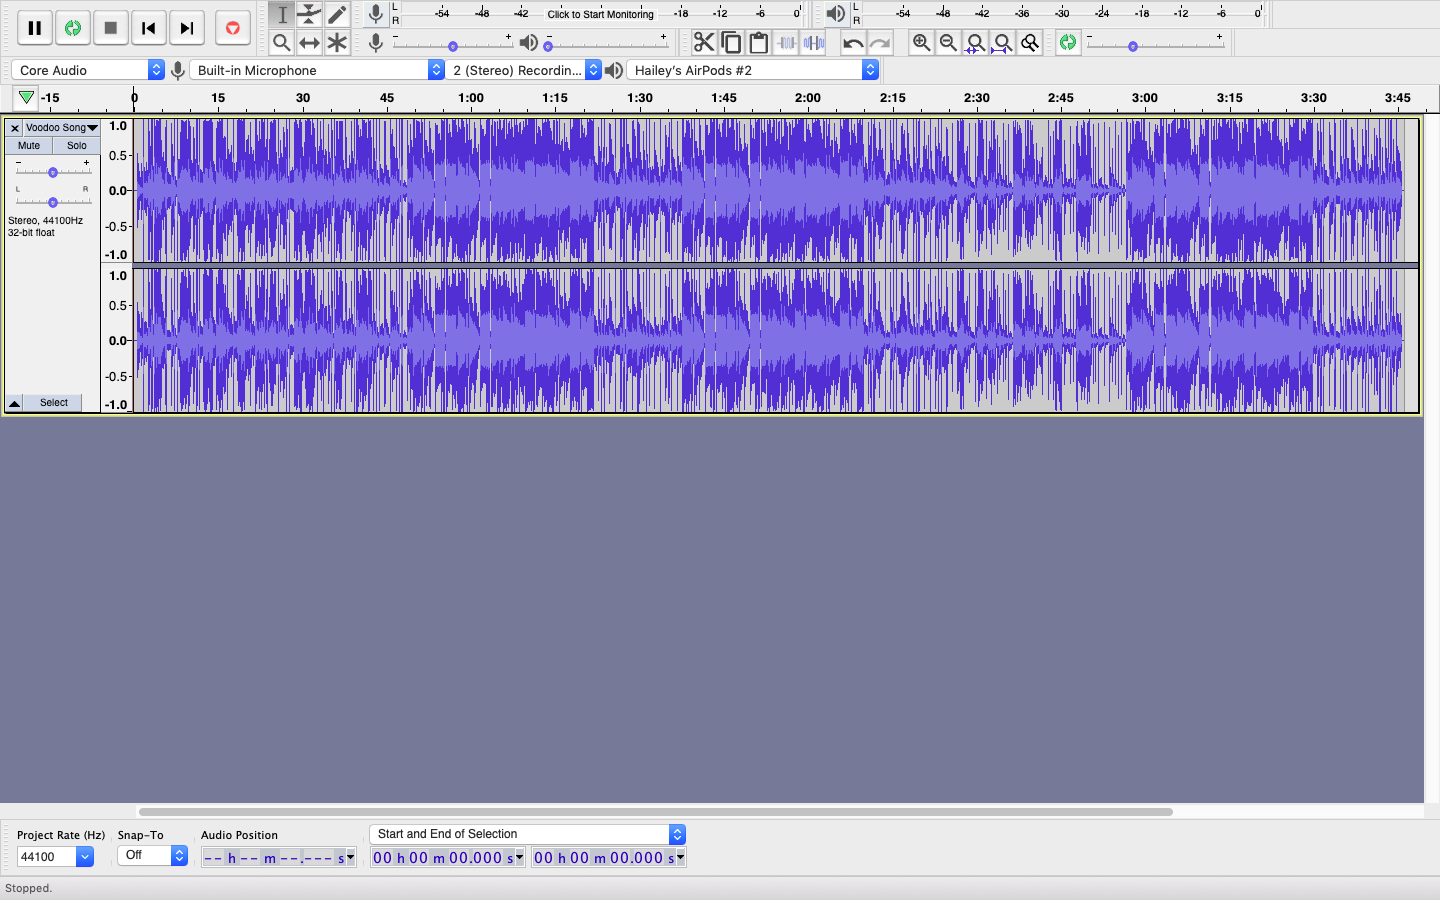 L
R
-54 -48 -42 Click to Start Monitoring -18 -12 -6 0
L
R
-54 -48 -42 -36 -30 -24 -18 -12 -6 0
- +
- +
- +
Core Audio
Built-in Microphone
2 (Stereo) Recordin...
Hailey's AirPods #2
-15 0 15 30 45 1:00 1:15 1:30 1:45 2:00 2:15 2:30 2:45 3:00 3:15 3:30 3:45
Voodoo Song
Mute Solo
- +
L R
Stereo, 44100Hz
32-bit float
Select
1.0
0.5
0.0
-0.5
-1.0
1.0
0.5
0.0
-0.5
-1.0
Project Rate (Hz)
44100
Snap-To
Off
Audio Position
-- h -- m --.--- s
Start and End of Selection
00 h 00 m 00.000 s
00 h 00 m 00.000 s
Stopped.